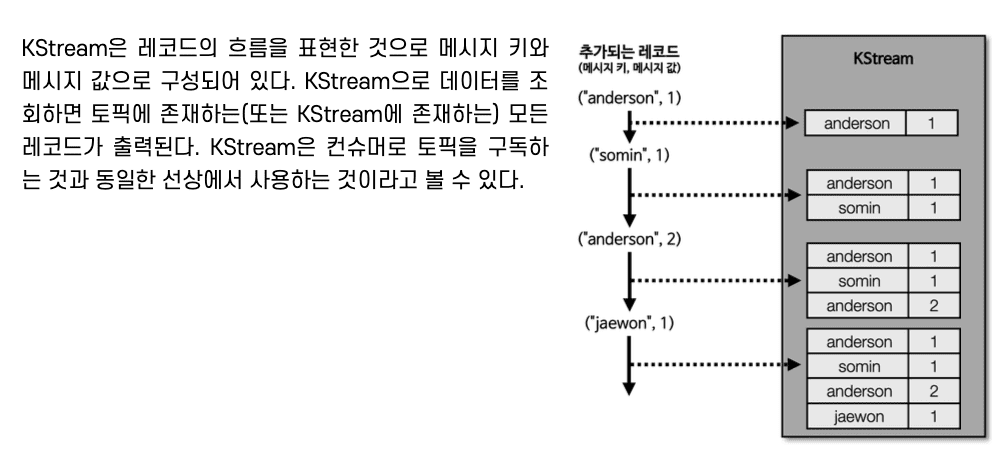 KStream은 레코드의 흐름을 표현한 것으로 메시지 키와
메시지 값으로 구성되어 있다. KStream으로 데이터를 조
회하면 토픽에 존재하는(또는 KStream에 존재하는) 모든
레코드가 출력된다. KStream은 컨슈머로 토픽을 구독하
는 것과 동일한 선상에서 사용하는 것이라고 볼 수 있다.
추가되는 레코드
(메시지 키, 메시지 값)
("anderson", 1)
("somin", 1)
("anderson", 2)
("jaewon", 1)
KStream
anderson 1
anderson 1
somin 1
anderson 1
somin 1
anderson 2
anderson 1
somin 1
anderson 2
jaewon 1